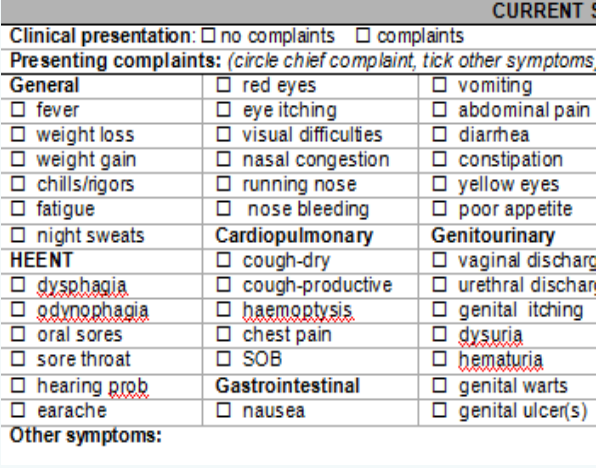 CURRENT S
Clinical presentation: ☐ no complaints ☐ complaints
Presenting complaints: (circle chief complaint, tick other symptoms
General
☐ fever
☐ weight loss
☐ weight gain
☐ chills/rigors
☐ fatigue
☐ night sweats
HEENT
☐ dysphagia
☐ odynophagia
☐ oral sores
☐ sore throat
☐ hearing prob
☐ earache
☐ red eyes
☐ eye itching
☐ visual difficulties
☐ nasal congestion
☐ running nose
☐ nose bleeding
Cardiopulmonary
☐ cough-dry
☐ cough-productive
☐ haemoptysis
☐ chest pain
☐ SOB
Gastrointestinal
☐ nausea
☐ vomiting
☐ abdominal pain
☐ diarrhea
☐ constipation
☐ yellow eyes
☐ poor appetite
Genitourinary
☐ vaginal discharg
☐ urethral dischar
☐ genital itching
☐ dysuria
☐ hematuria
☐ genital warts
☐ genital ulcer(s)
Other symptoms: